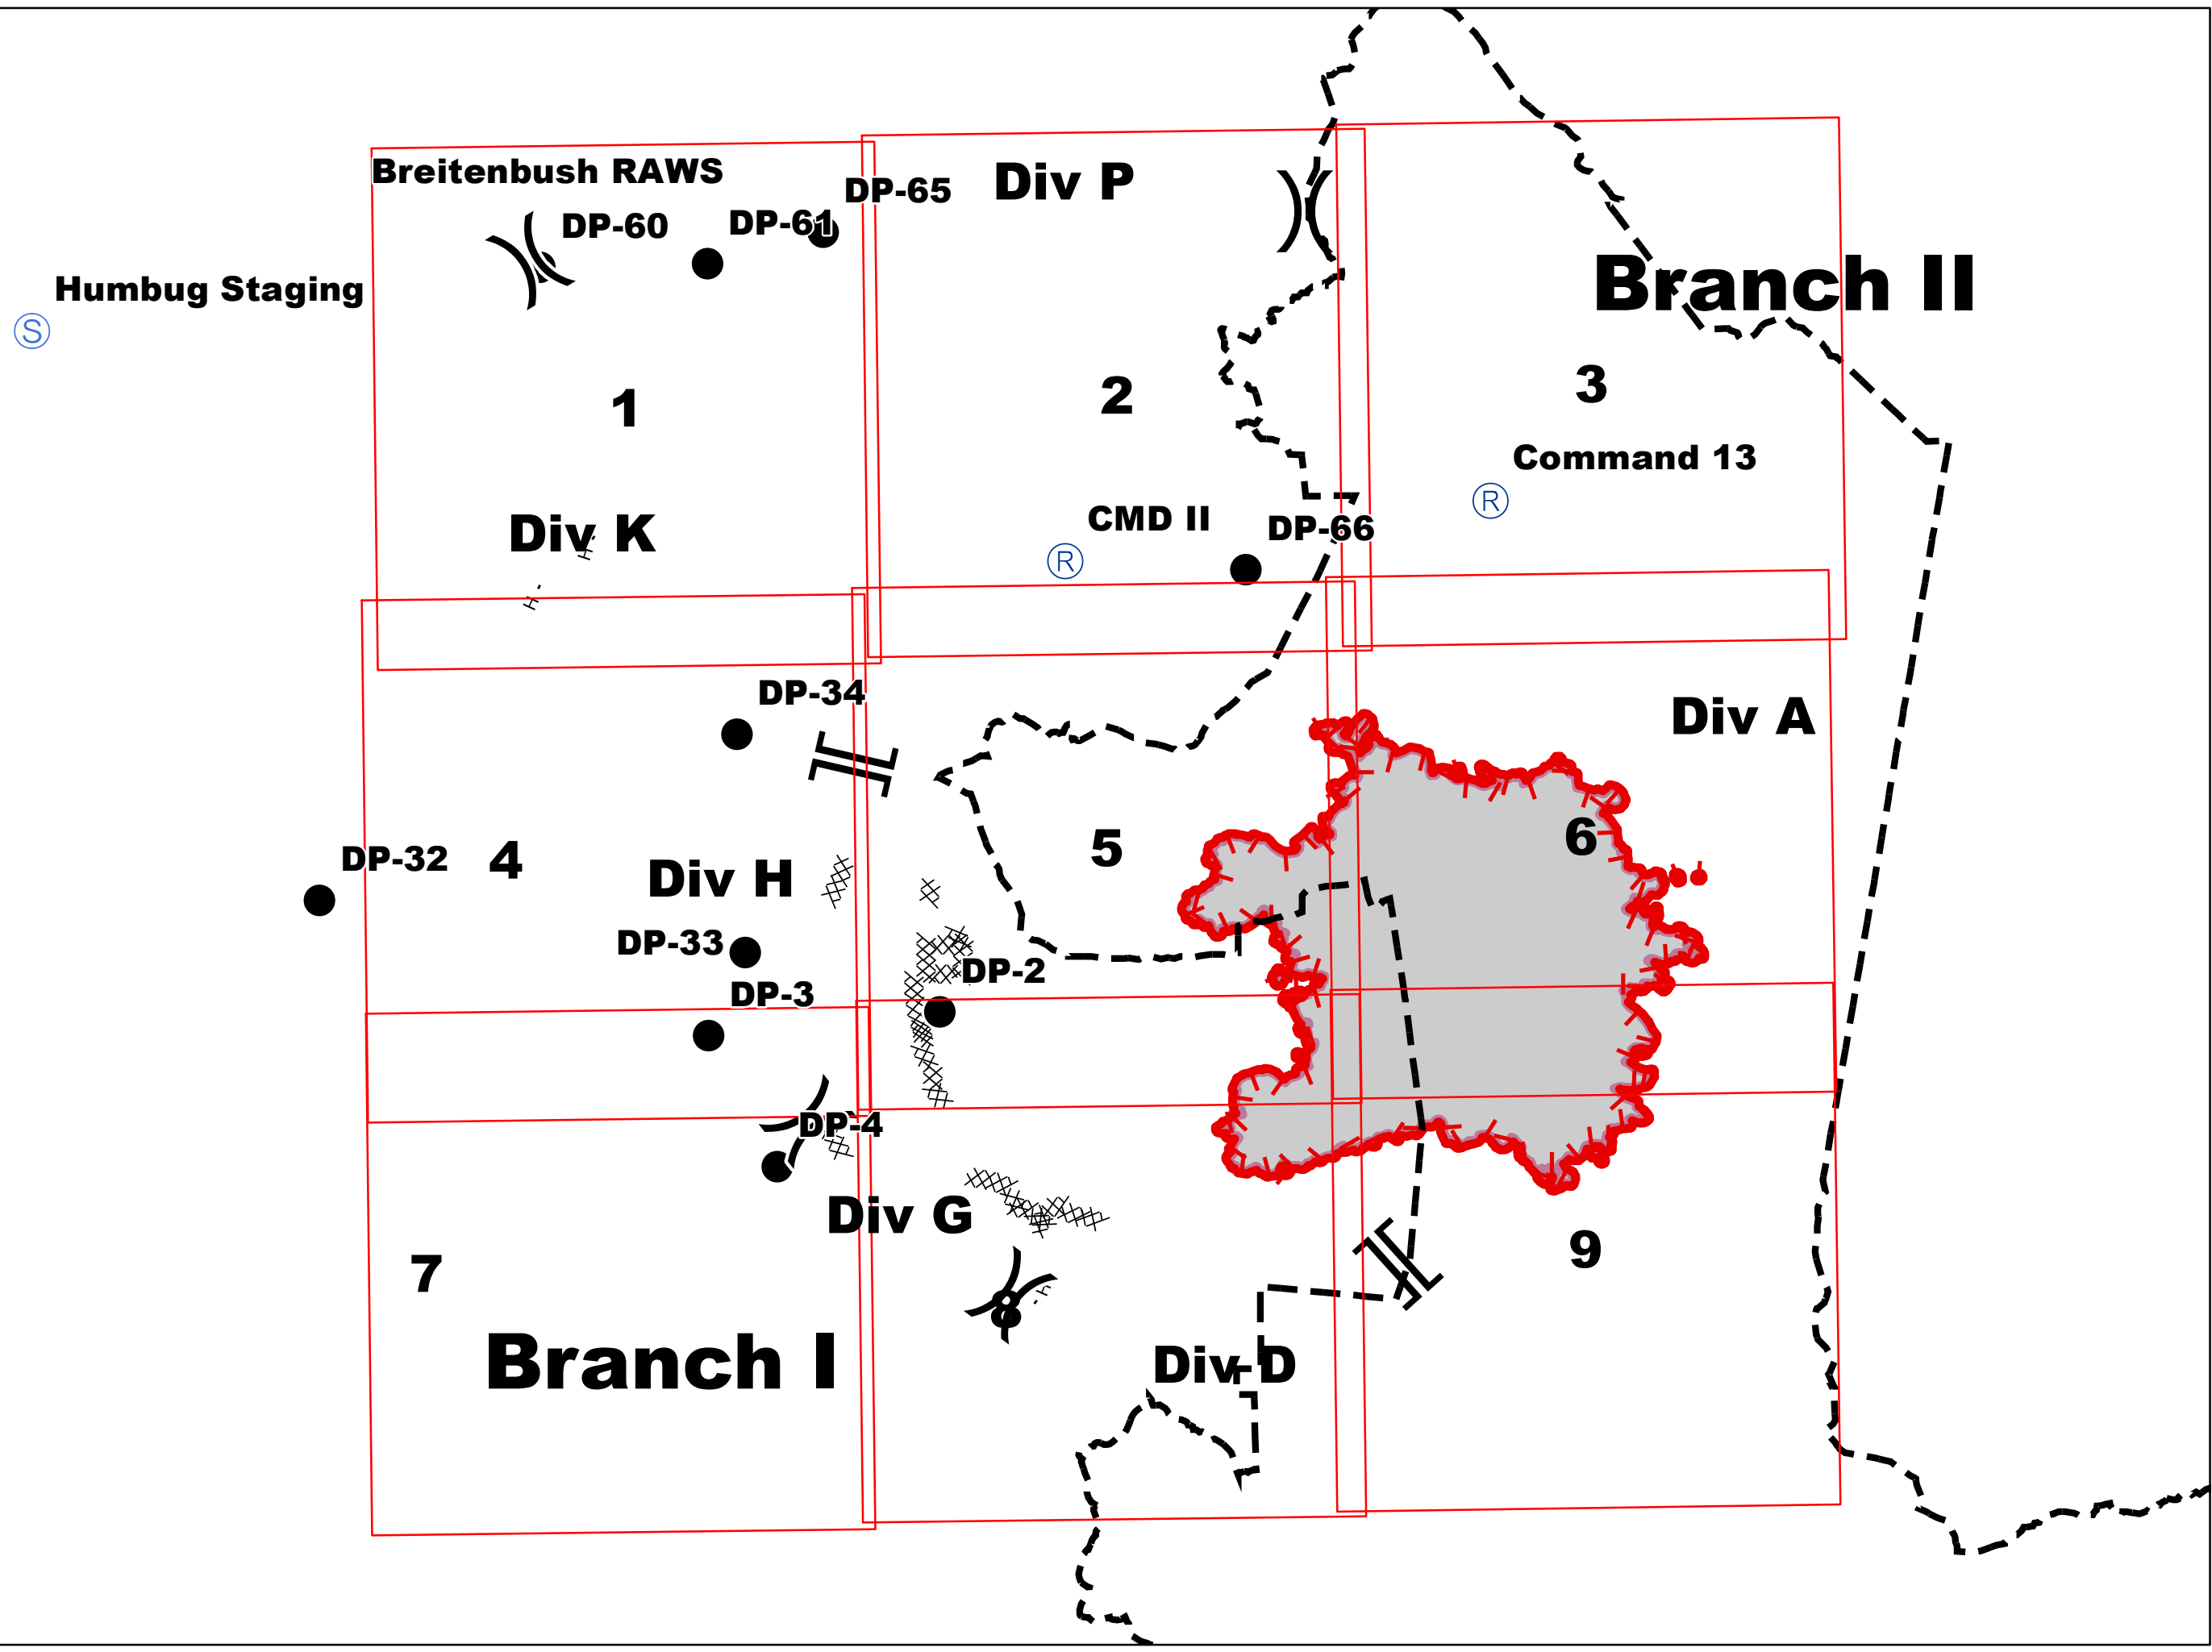 Breitenbush RAWS
DP-65
Div P
DP-60
DP-61
Humbug Staging
S
Branch II
1
2
3
Command 13
Div K
CMD II
DP-66
R
R
H
H
DP-34
Div A
5
6
DP-32
4
Div H
DP-33
DP-2
DP-3
DP-4
Div G
7
9
8
Branch I
Div D